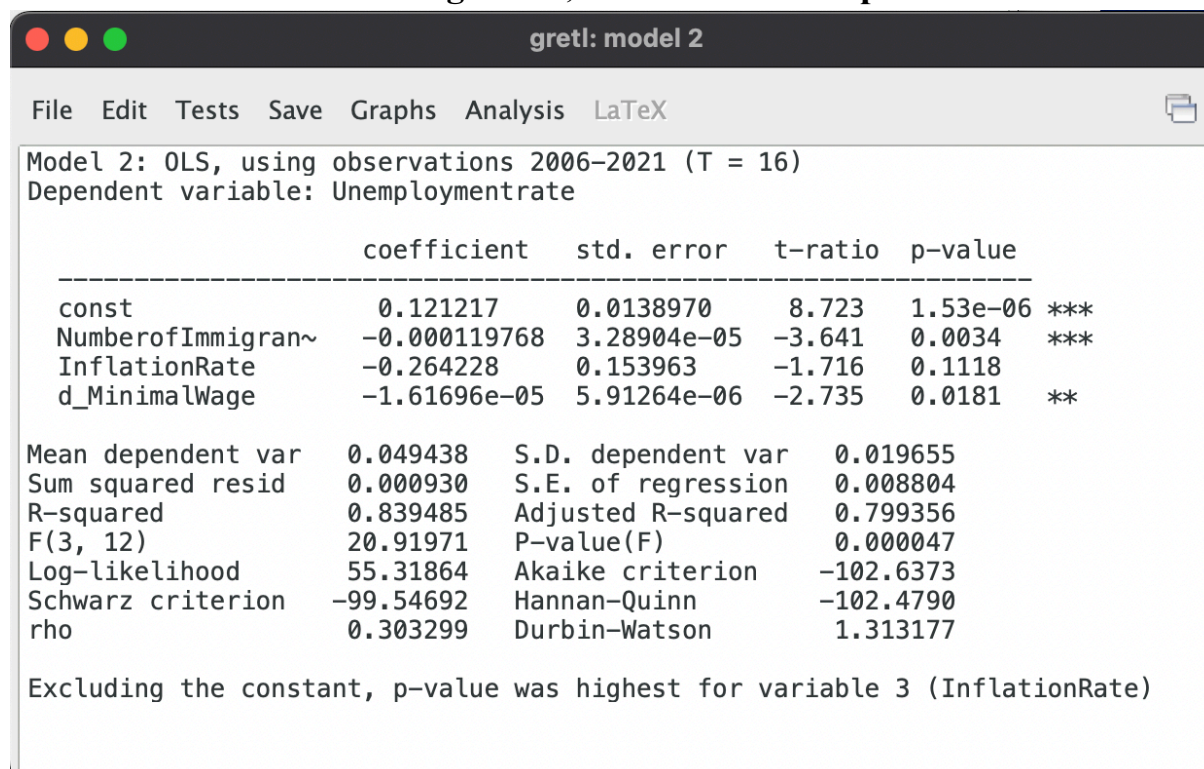 gretl: model 2
File Edit Tests Save Graphs Analysis LaTeX
Model 2: OLS, using observations 2006-2021 (T = 16)
Dependent variable: Unemploymentrate
coefficient std. error t-ratio p-value
const 0.121217 0.0138970 8.723 1.53e-06 ***
NumberofImmigran~ -0.000119768 3.28904e-05 -3.641 0.0034 ***
InflationRate -0.264228 0.153963 -1.716 0.1118
d_MinimalWage -1.61696e-05 5.91264e-06 -2.735 0.0181 **
Mean dependent var 0.049438 S.D. dependent var 0.019655
Sum squared resid 0.000930 S.E. of regression 0.008804
R-squared 0.839485 Adjusted R-squared 0.799356
F(3, 12) 20.91971 P-value(F) 0.000047
Log-likelihood 55.31864 Akaike criterion -102.6373
Schwarz criterion -99.54692 Hannan-Quinn -102.4790
rho 0.303299 Durbin-Watson 1.313177
Excluding the constant, p-value was highest for variable 3 (InflationRate)